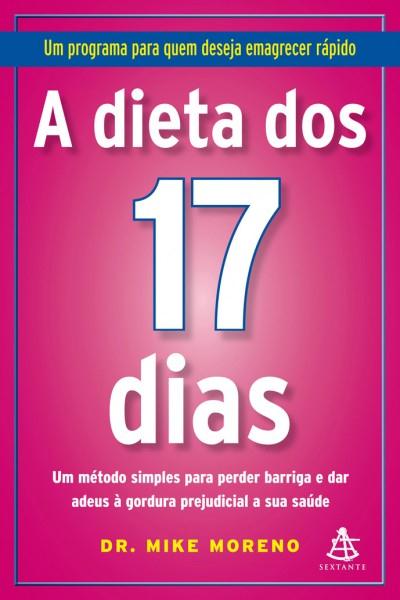 Um programa para quem deseja emagrecer rápido
A dieta dos
17
dias
Um método simples para perder barriga e dar
adeus à gordura prejudicial a sua saúde
DR. MIKE MORENO
SEXTANTE